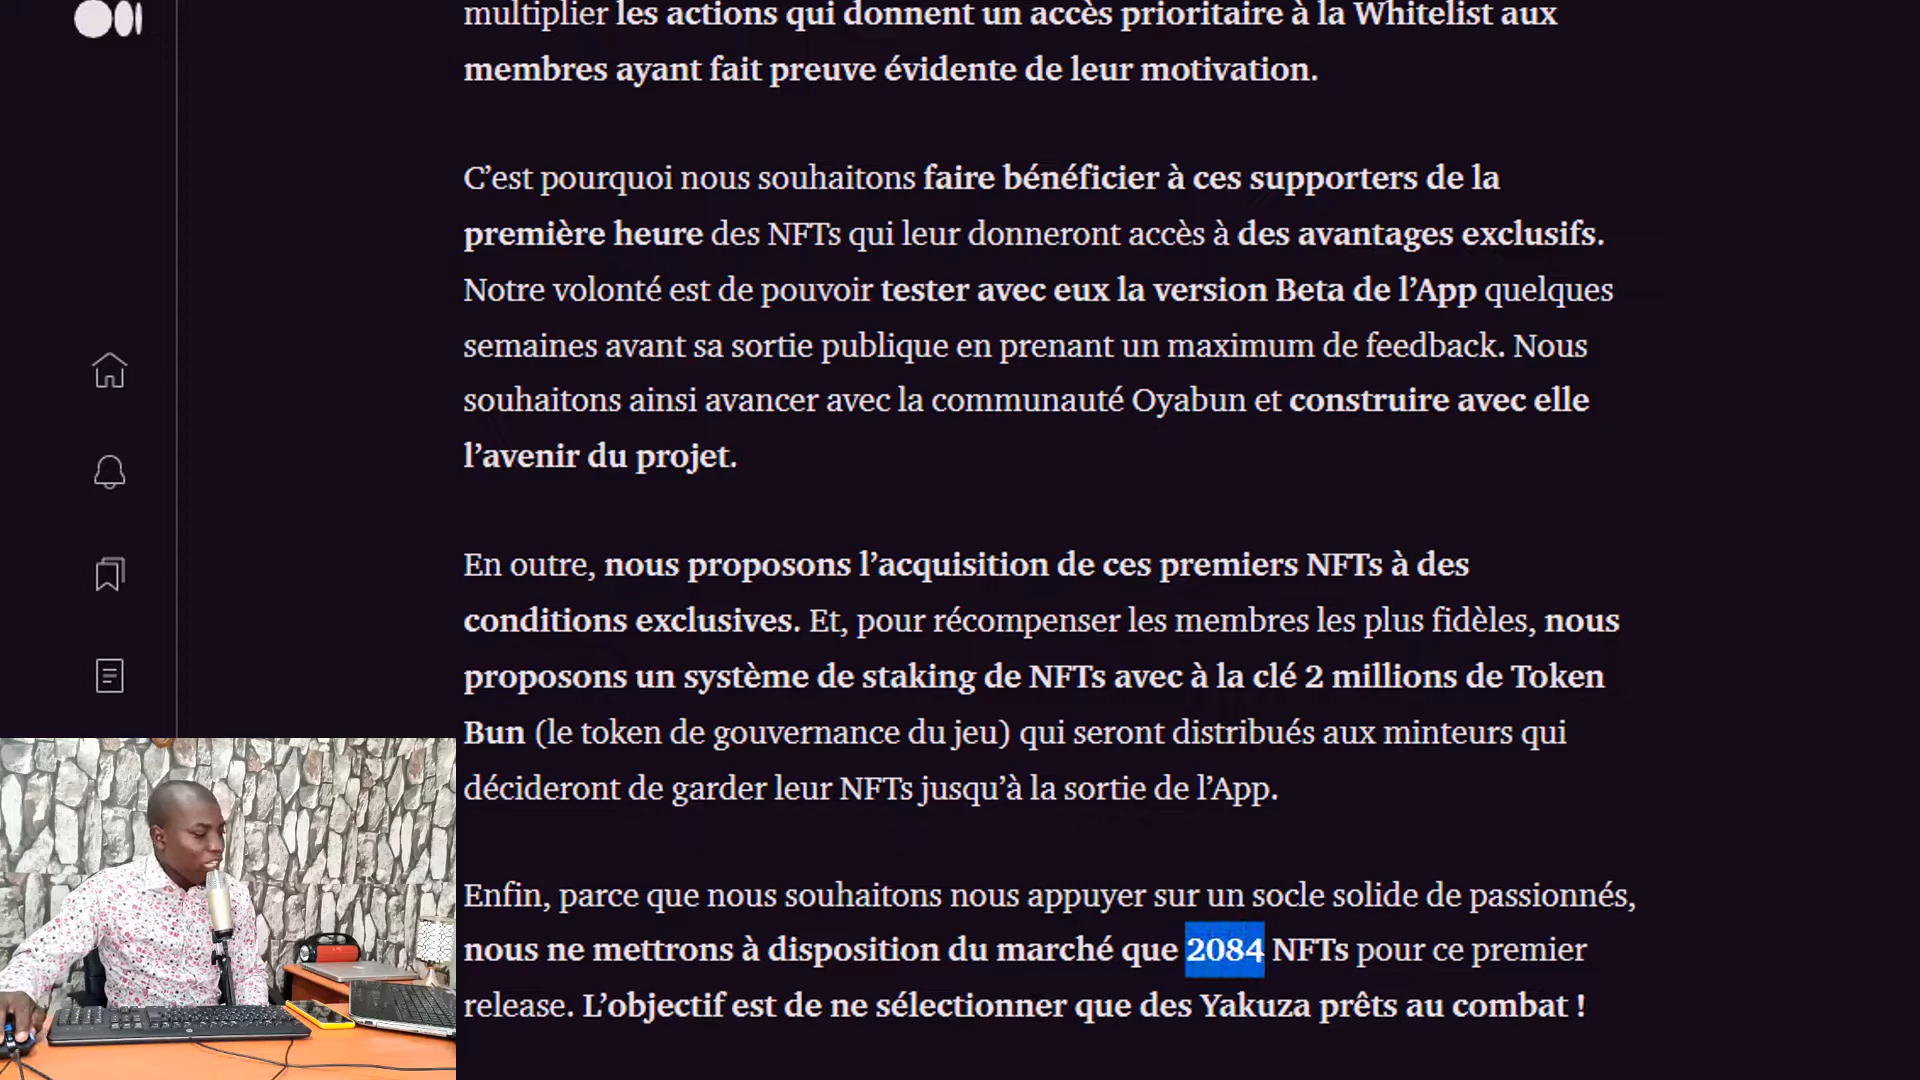 multiplier les actions qui donnent un accès prioritaire à la Whitelist aux
membres ayant fait preuve évidente de leur motivation.
C’est pourquoi nous souhaitons faire bénéficier à ces supporters de la
première heure des NFTs qui leur donneront accès à des avantages exclusifs.
Notre volonté est de pouvoir tester avec eux la version Beta de l’App quelques
semaines avant sa sortie publique en prenant un maximum de feedback. Nous
souhaitons ainsi avancer avec la communauté Oyabun et construire avec elle
l’avenir du projet.
En outre, nous proposons l’acquisition de ces premiers NFTs à des
conditions exclusives. Et, pour récompenser les membres les plus fidèles, nous
proposons un système de staking de NFTs avec à la clé 2 millions de Token
Bun (le token de gouvernance du jeu) qui seront distribués aux minteurs qui
décideront de garder leur NFTs jusqu’à la sortie de l’App.
Enfin, parce que nous souhaitons nous appuyer sur un socle solide de passionnés,
nous ne mettrons à disposition du marché que 2084 NFTs pour ce premier
release. L’objectif est de ne sélectionner que des Yakuza prêts au combat !